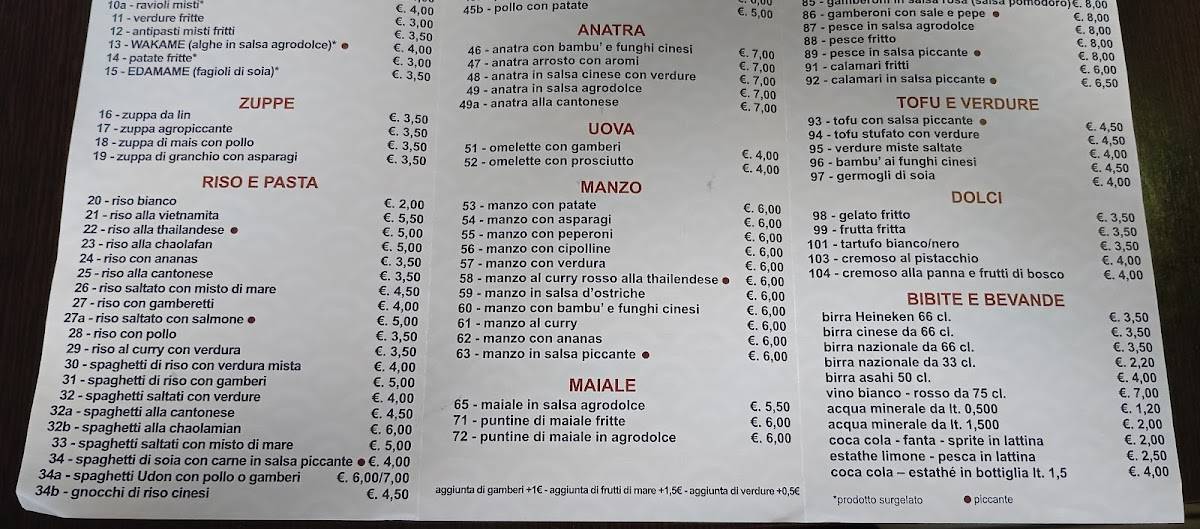 10a - ravioli misti* €. 4,00
11 - verdure fritte €. 3,00
12 - antipasti misti fritti €. 3,50
13 - WAKAME (alghe in salsa agrodolce)* ● €. 4,00
14 - patate fritte* €. 3,00
15 - EDAMAME (fagioli di soia)* €. 3,50
ZUPPE
16 - zuppa da lin €. 3,50
17 - zuppa agropiccante €. 3,50
18 - zuppa di mais con pollo €. 3,50
19 - zuppa di granchio con asparagi €. 3,50
RISO E PASTA
20 - riso bianco €. 2,00
21 - riso alla vietnamita €. 5,50
22 - riso alla thailandese ● €. 5,00
23 - riso alla chaolafan €. 5,00
24 - riso con ananas €. 3,50
25 - riso alla cantonese €. 3,50
26 - riso saltato con misto di mare €. 4,50
27 - riso con gamberetti €. 4,00
27a - riso saltato con salmone ● €. 5,00
28 - riso con pollo €. 3,50
29 - riso al curry con verdura €. 3,50
30 - spaghetti di riso con verdura mista €. 4,00
31 - spaghetti di riso con gamberi €. 5,00
32 - spaghetti saltati con verdure €. 4,00
32a - spaghetti alla cantonese €. 4,50
32b - spaghetti alla chaolamian €. 6,00
33 - spaghetti saltati con misto di mare €. 5,00
34 - spaghetti di soia con carne in salsa piccante ● €. 4,00
34a - spaghetti Udon con pollo o gamberi €. 6,00/7,00
34b - gnocchi di riso cinesi €. 4,50
45b - pollo con patate €. 5,00
ANATRA
46 - anatra con bambu' e funghi cinesi €. 7,00
47 - anatra arrosto con aromi €. 7,00
48 - anatra in salsa cinese con verdure €. 7,00
49 - anatra in salsa agrodolce €. 7,00
49a - anatra alla cantonese €. 7,00
UOVA
51 - omelette con gamberi €. 4,00
52 - omelette con prosciutto €. 4,00
MANZO
53 - manzo con patate €. 6,00
54 - manzo con asparagi €. 6,00
55 - manzo con peperoni €. 6,00
56 - manzo con cipolline €. 6,00
57 - manzo con verdura €. 6,00
58 - manzo al curry rosso alla thailendese ● €. 6,00
59 - manzo in salsa d'ostriche €. 6,00
60 - manzo con bambu' e funghi cinesi €. 6,00
61 - manzo al curry €. 6,00
62 - manzo con ananas €. 6,00
63 - manzo in salsa piccante ● €. 6,00
MAIALE
65 - maiale in salsa agrodolce €. 5,50
71 - puntine di maiale fritte €. 6,00
72 - puntine di maiale in agrodolce €. 6,00
aggiunta di gamberi +1€ - aggiunta di frutti di mare +1,5€ - aggiunta di verdure +0,5€
85 - gamberoni in salsa rosa (salsa pomodoro) €. 8,00
86 - gamberoni con sale e pepe ● €. 8,00
87 - pesce in salsa agrodolce €. 8,00
88 - pesce fritto €. 8,00
89 - pesce in salsa piccante ● €. 8,00
91 - calamari fritti €. 6,00
92 - calamari in salsa piccante ● €. 6,50
TOFU E VERDURE
93 - tofu con salsa piccante ● €. 4,50
94 - tofu stufato con verdure €. 4,50
95 - verdure miste saltate €. 4,00
96 - bambu' ai funghi cinesi €. 4,50
97 - germogli di soia €. 4,00
DOLCI
98 - gelato fritto €. 3,50
99 - frutta fritta €. 3,50
101 - tartufo bianco/nero €. 3,50
103 - cremoso al pistacchio €. 4,00
104 - cremoso alla panna e frutti di bosco €. 4,00
BIBITE E BEVANDE
birra Heineken 66 cl. €. 3,50
birra cinese da 66 cl. €. 3,50
birra nazionale da 66 cl. €. 3,50
birra nazionale da 33 cl. €. 2,20
birra asahi 50 cl. €. 4,00
vino bianco - rosso da 75 cl. €. 7,00
acqua minerale da lt. 0,500 €. 1,20
acqua minerale da lt. 1,500 €. 2,00
coca cola - fanta - sprite in lattina €. 2,00
estathe limone - pesca in lattina €. 2,50
coca cola – estathé in bottiglia lt. 1,5 €. 4,00
*prodotto surgelato ● piccante